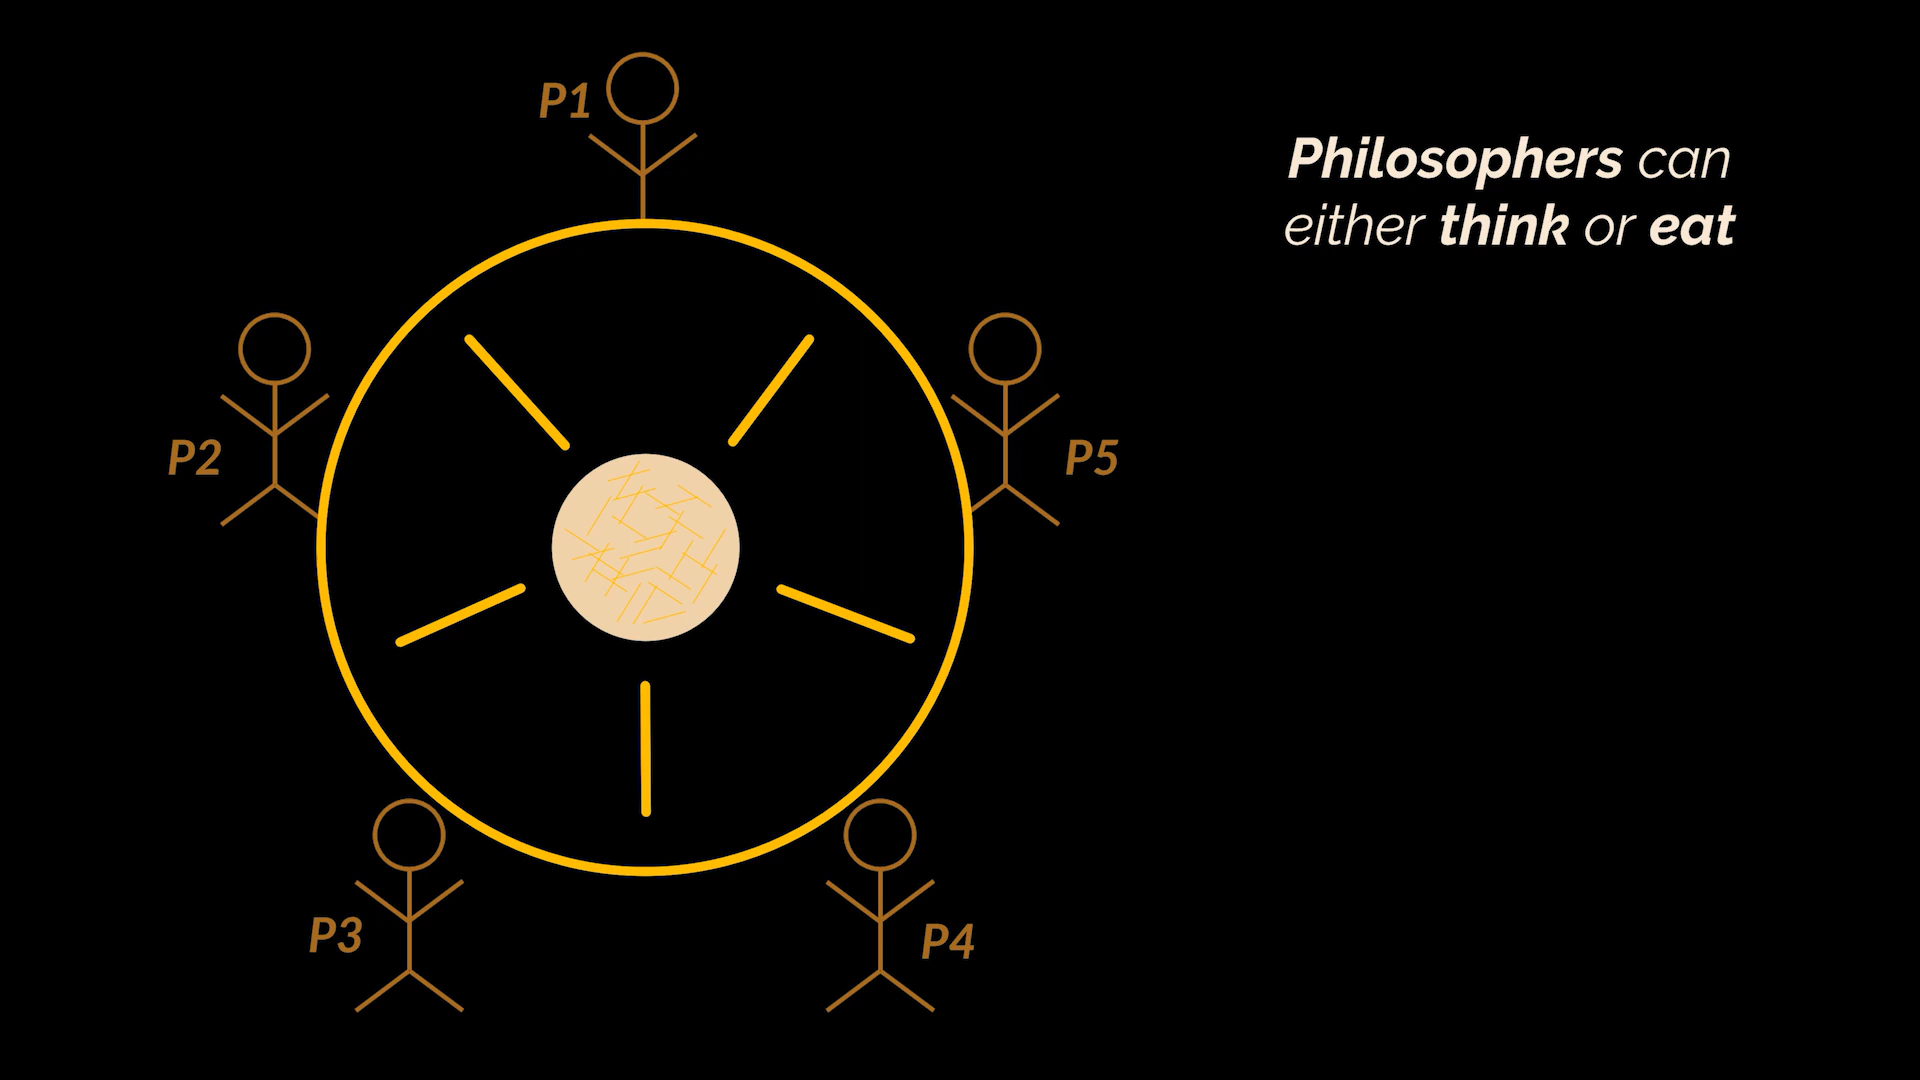 P1
Philosophers can
either think or eat
P2
P5
P3
P4